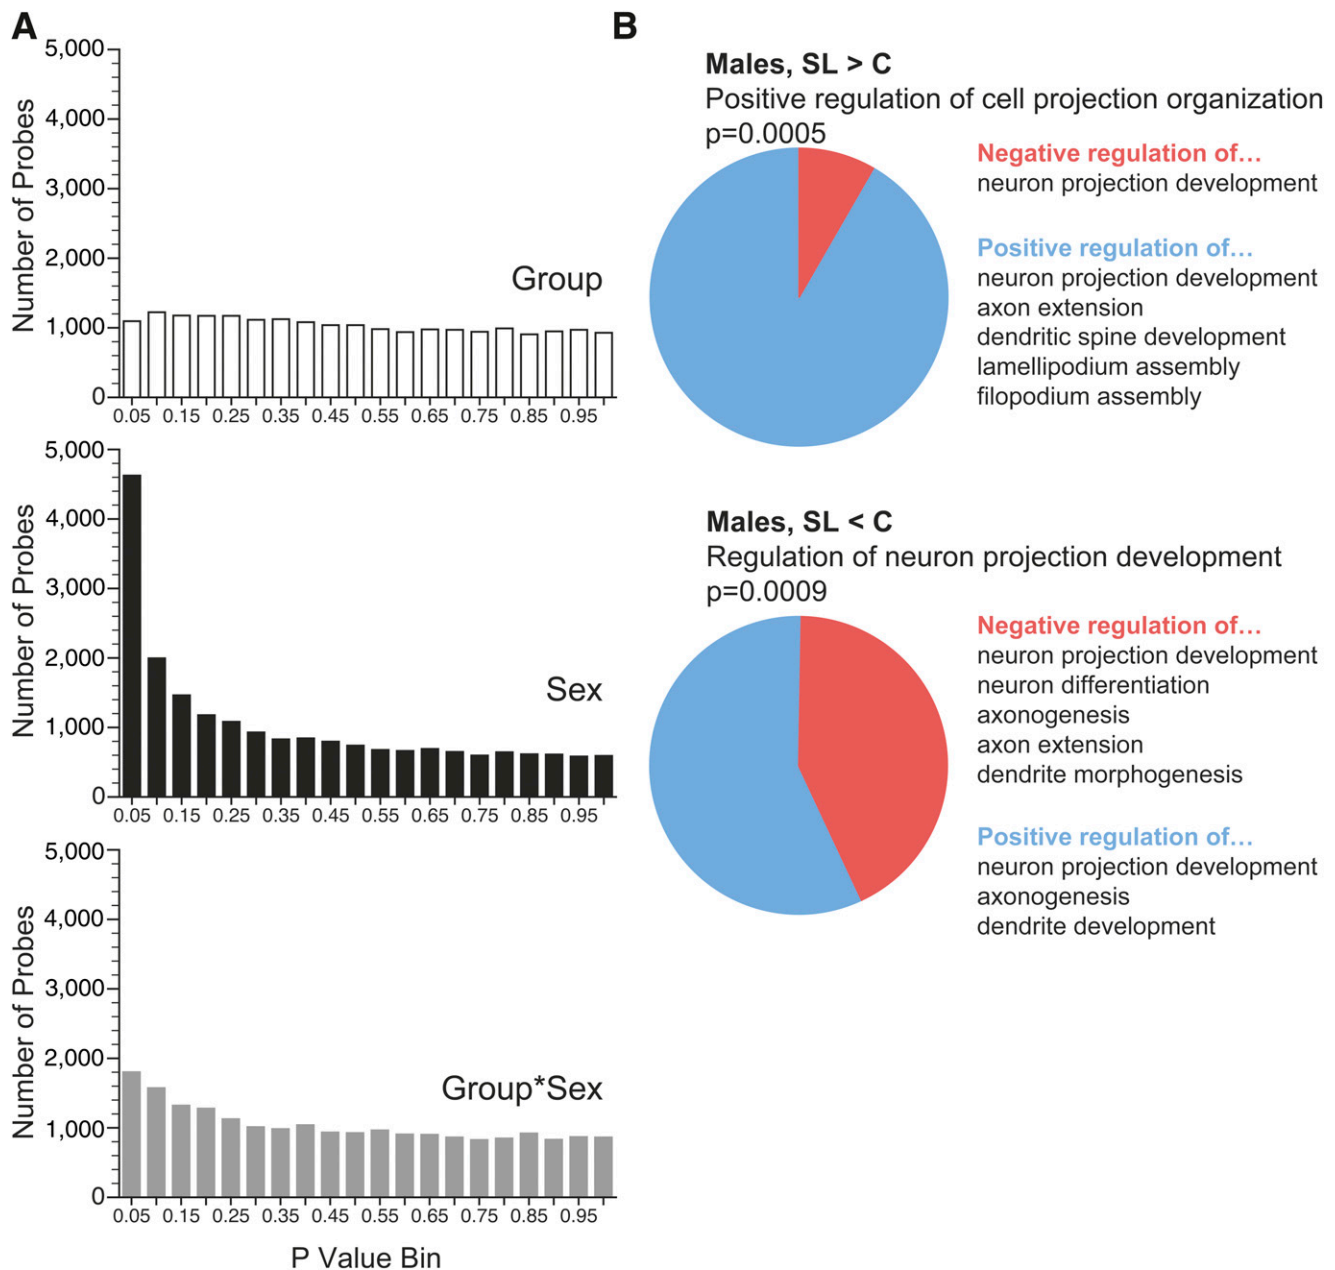 A
5,000
4,000
3,000
2,000
1,000
0
Number of Probes
Group
0.05 0.15 0.25 0.35 0.45 0.55 0.65 0.75 0.85 0.95
5,000
4,000
3,000
2,000
1,000
0
Number of Probes
Sex
0.05 0.15 0.25 0.35 0.45 0.55 0.65 0.75 0.85 0.95
5,000
4,000
3,000
2,000
1,000
0
Number of Probes
Group*Sex
0.05 0.15 0.25 0.35 0.45 0.55 0.65 0.75 0.85 0.95
P Value Bin
B
Males, SL > C
Positive regulation of cell projection organization
p=0.0005
Negative regulation of...
neuron projection development
Positive regulation of...
neuron projection development
axon extension
dendritic spine development
lamellipodium assembly
filopodium assembly
Males, SL < C
Regulation of neuron projection development
p=0.0009
Negative regulation of...
neuron projection development
neuron differentiation
axonogenesis
axon extension
dendrite morphogenesis
Positive regulation of...
neuron projection development
axonogenesis
dendrite development